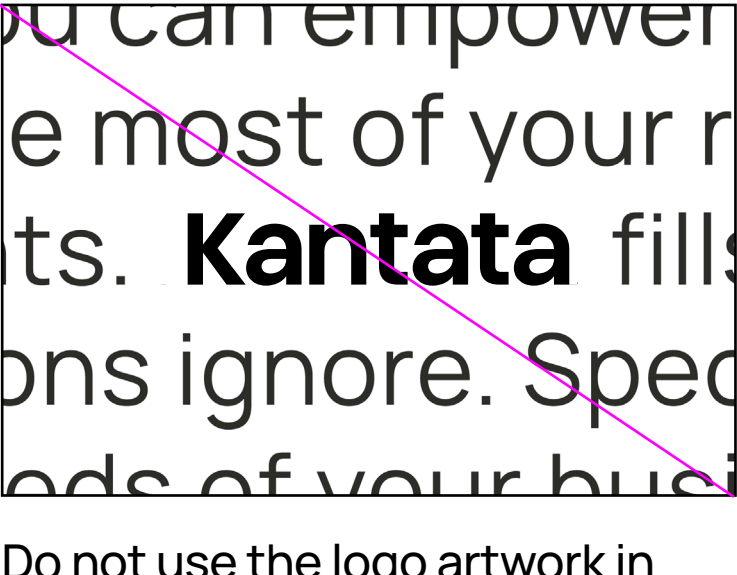 ou can empower
e most of your r
nts. Kantata fills
ons ignore. Spec
eds of your busi
Do not use the logo artwork in